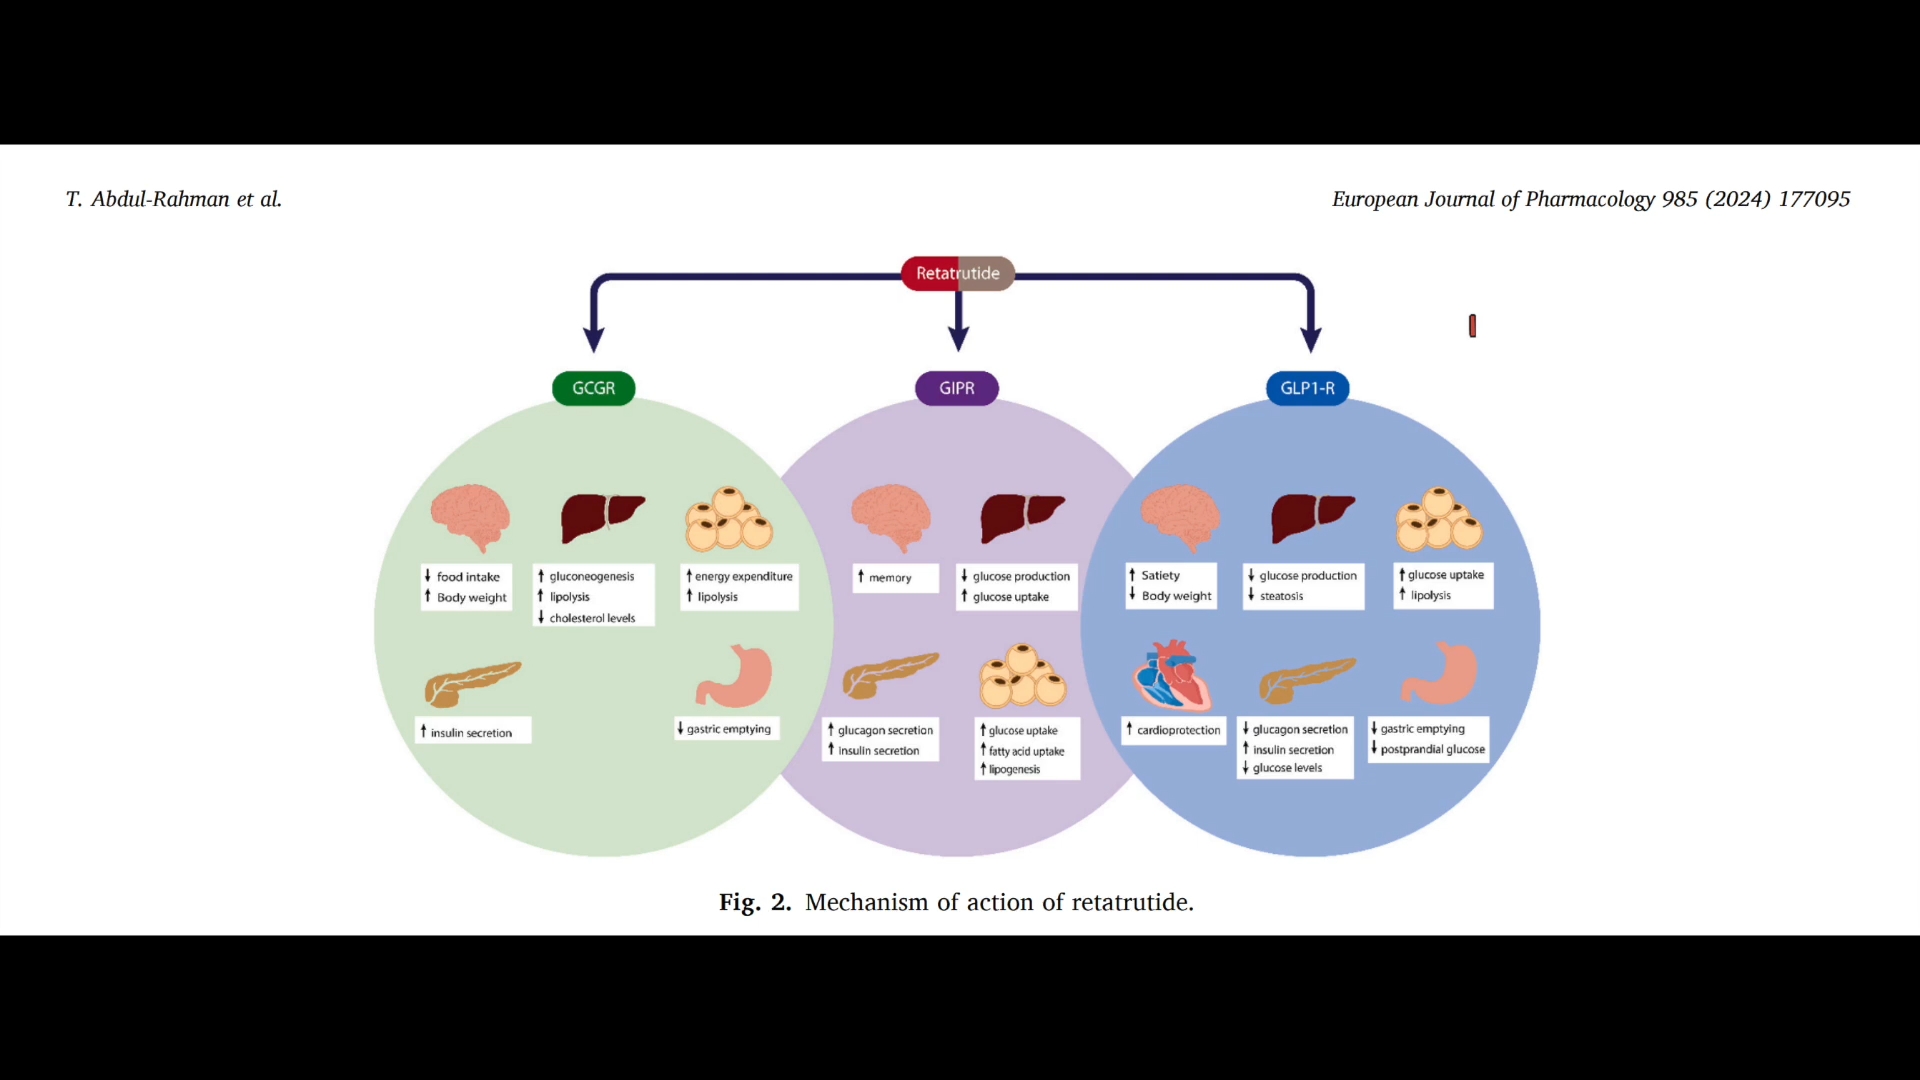 T. Abdul-Rahman et al.
European Journal of Pharmacology 985 (2024) 177095
Retatrutide
GCGR
GIPR
GLP1-R
↓ food intake
↑ Body weight
↑ gluconeogenesis
↑ lipolysis
↓ cholesterol levels
↑ energy expenditure
↑ lipolysis
↑ insulin secretion
↓ gastric emptying
↑ memory
↓ glucose production
↑ glucose uptake
↑ glucagon secretion
↑ insulin secretion
↑ glucose uptake
↑ fatty acid uptake
↑ lipogenesis
↑ Satiety
↓ Body weight
↓ glucose production
↓ steatosis
↑ glucose uptake
↑ lipolysis
↑ cardioprotection
↓ glucagon secretion
↑ insulin secretion
↓ glucose levels
↓ gastric emptying
↓ postprandial glucose
Fig. 2. Mechanism of action of retatrutide.